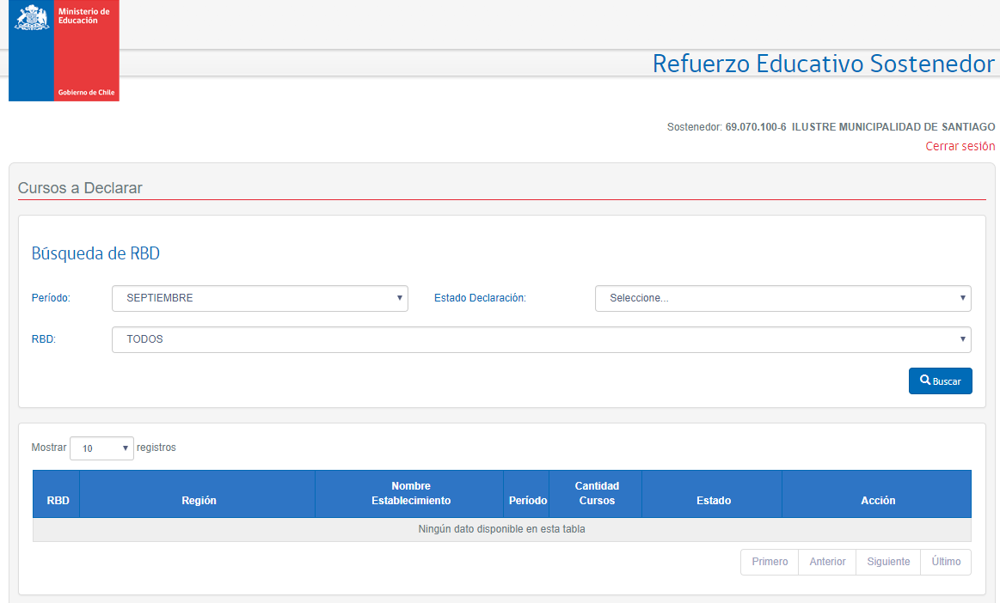 Ministerio de
Educación
Gobierno de Chile
Refuerzo Educativo Sostenedor
Sostenedor: 69.070.100-6 ILUSTRE MUNICIPALIDAD DE SANTIAGO
Cerrar sesión
Cursos a Declarar
Búsqueda de RBD
Período: SEPTIEMBRE Estado Declaración: Seleccione...
RBD: TODOS
Buscar
Mostrar 10 registros
RBD Región Nombre Establecimiento Período Cantidad Cursos Estado Acción
Ningún dato disponible en esta tabla
Primero Anterior Siguiente Último